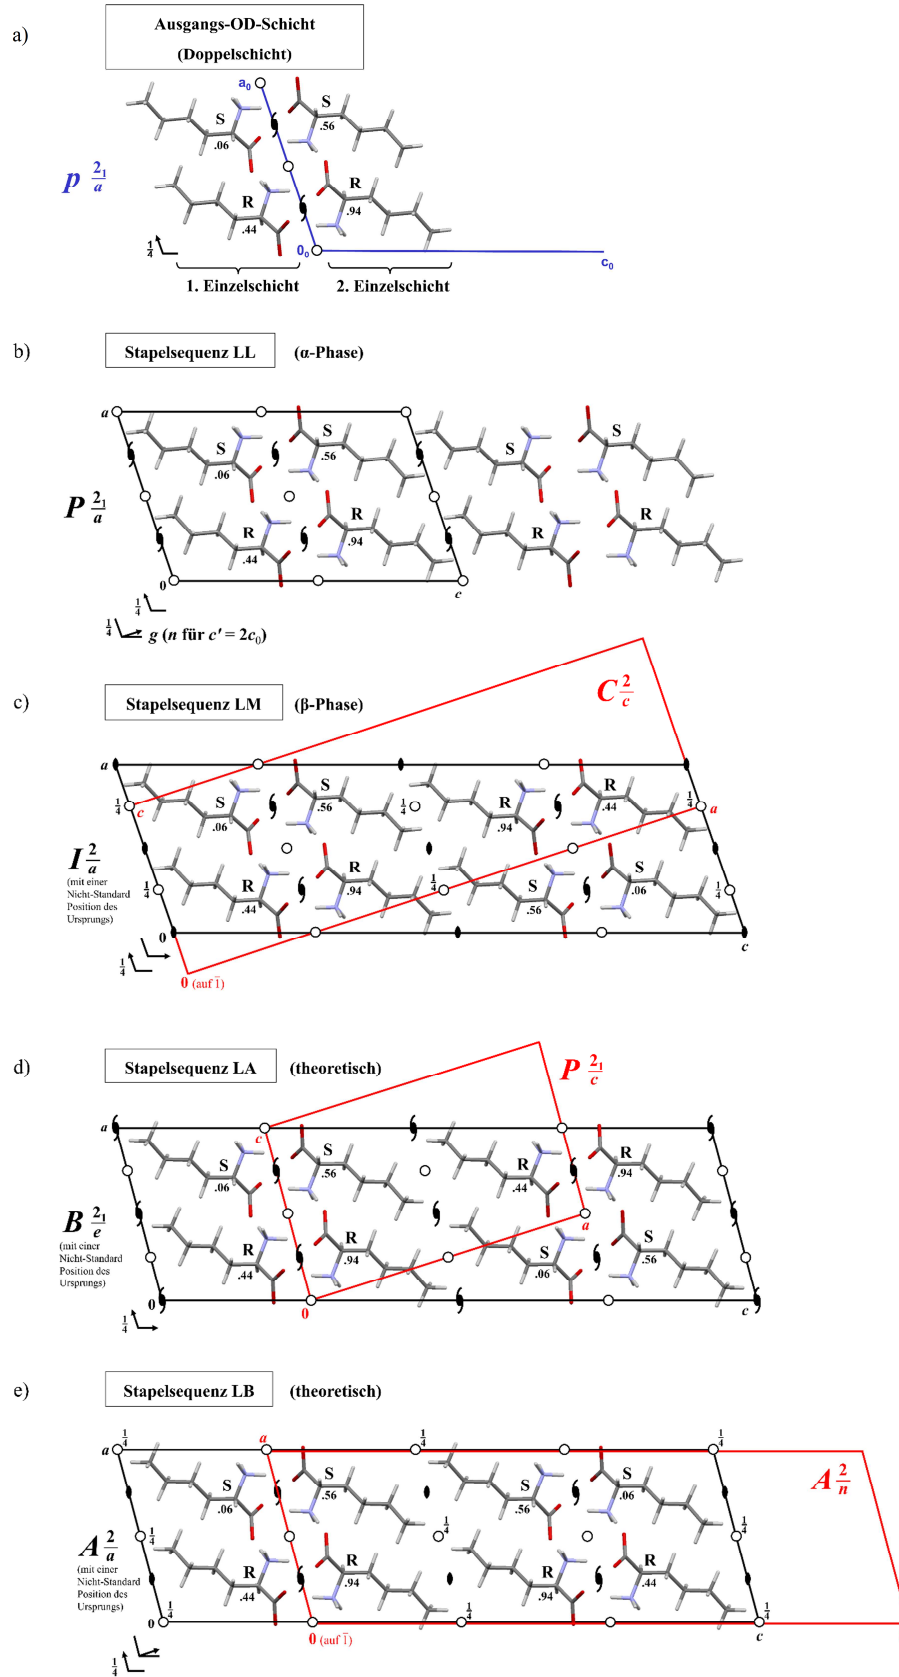 a)
Ausgangs-OD-Schicht
(Doppelschicht)
a₀
S
.06
S
.56
p 2₁/a
R
.44
R
.94
1/4
0₀
c₀
1. Einzelschicht
2. Einzelschicht
b)
Stapelsequenz LL
(α-Phase)
a
S
.06
S
.56
S
S
P 2₁/a
R
.44
R
.94
R
R
0
c
1/4
1/4
g (n für c' = 2c₀)
C 2/c
c)
Stapelsequenz LM
(β-Phase)
a
1/4
c
S
.06
S
.56
1/4
R
.94
R
.44
1/4
a
I 2/a
(mit einer
Nicht-Standard
Position des
Ursprungs)
1/4
R
.44
R
.94
1/4
S
.56
S
.06
1/4
0
c
1/4
0 (auf 1̅)
d)
Stapelsequenz LA
(theoretisch)
P 2₁/c
a
c
S
.06
S
.56
R
.44
R
.94
a
B 2₁/e
(mit einer
Nicht-Standard
Position des
Ursprungs)
R
.44
R
.94
S
.06
S
.56
0
0
c
1/4
e)
Stapelsequenz LB
(theoretisch)
a
1/4
a
1/4
1/4
S
.06
S
.56
S
.56
S
.06
A 2/n
A 2/a
(mit einer
Nicht-Standard
Position des
Ursprungs)
1/4
1/4
1/4
R
.44
R
.94
R
.94
R
.44
0
1/4
0 (auf 1̅)
1/4
1/4
c
1/4